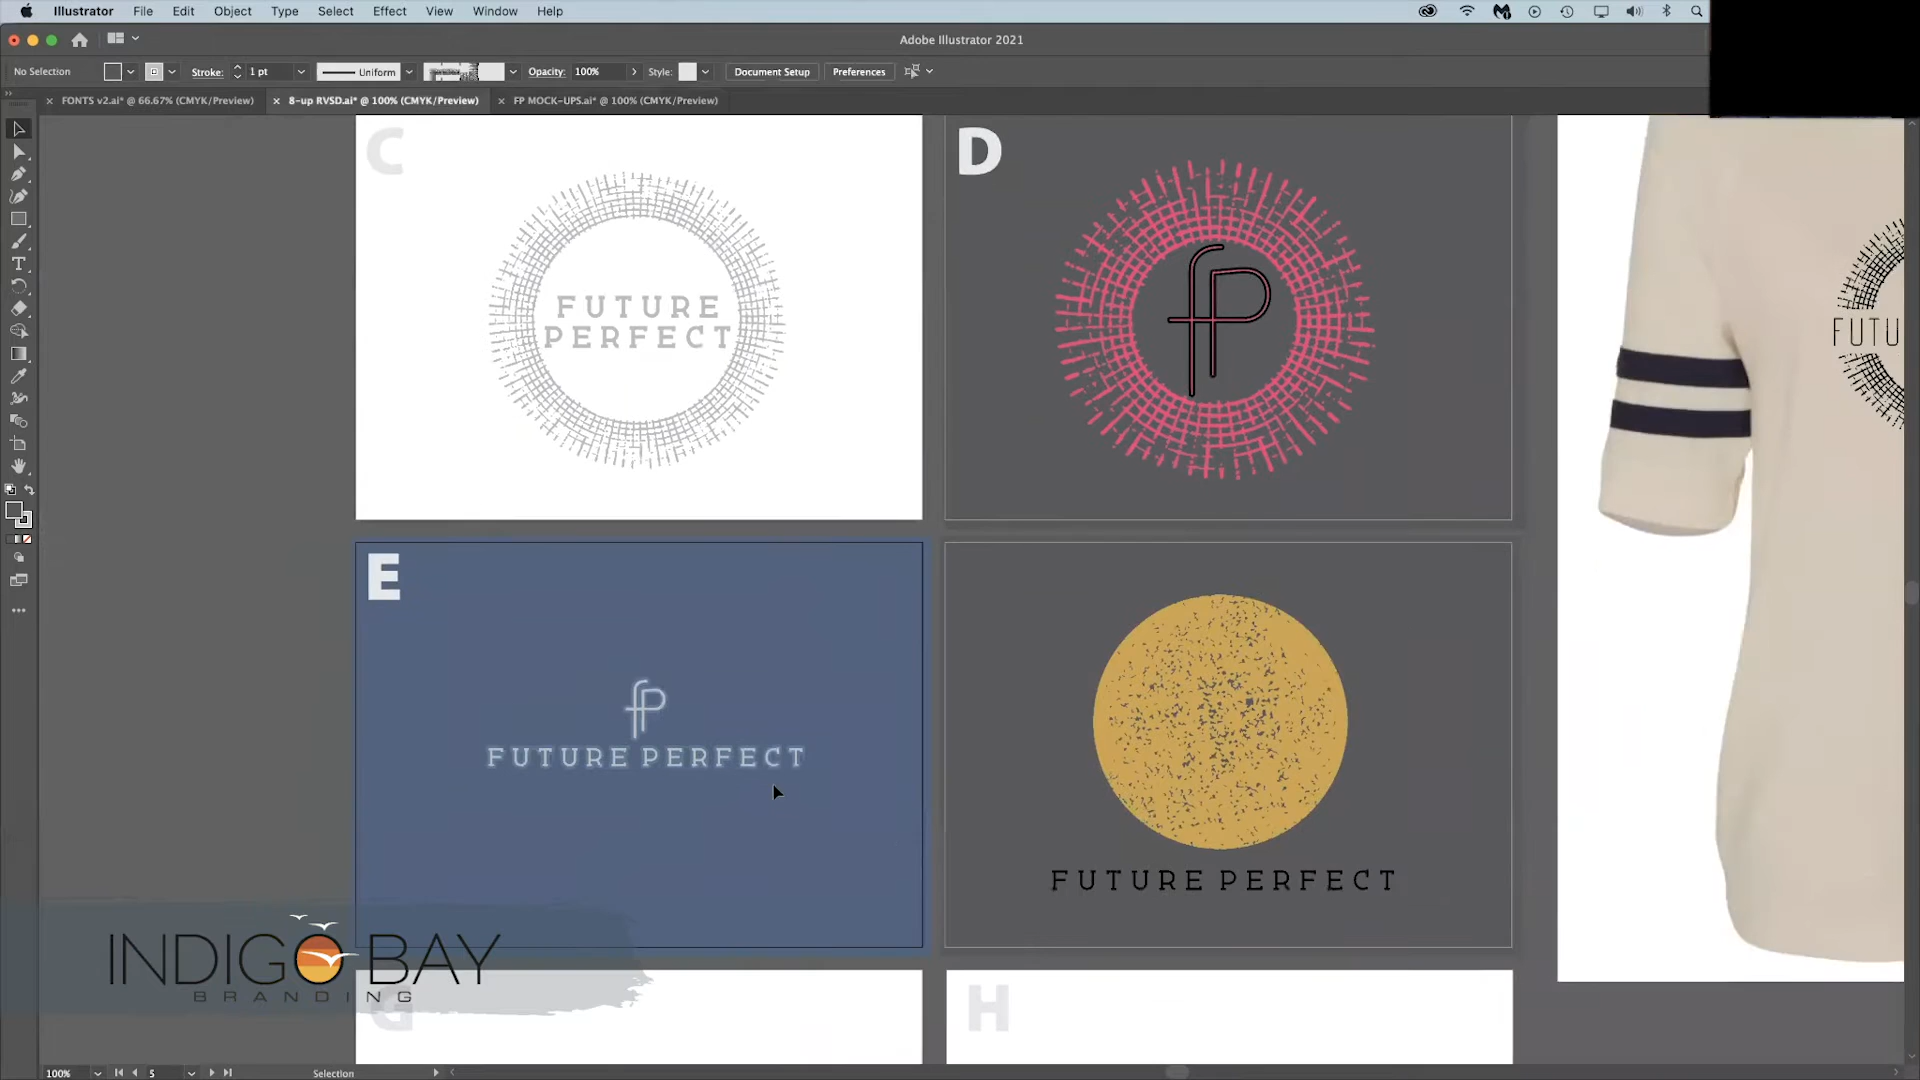 Illustrator File Edit Object Type Select Effect View Window Help
Adobe Illustrator 2021
No Selection Stroke: 1 pt Uniform Opacity: 100% Style: Document Setup Preferences
FONTS v2.ai* @ 66.67% (CMYK/Preview) 8-up RVSD.ai* @ 100% (CMYK/Preview) FP MOCK-UPS.ai* @ 100% (CMYK/Preview)
C
FUTURE
PERFECT
D
fP
FUTU
E
fP
FUTURE PERFECT
FUTURE PERFECT
INDIGO BAY
BRANDING
G
H
100% 5 Selection